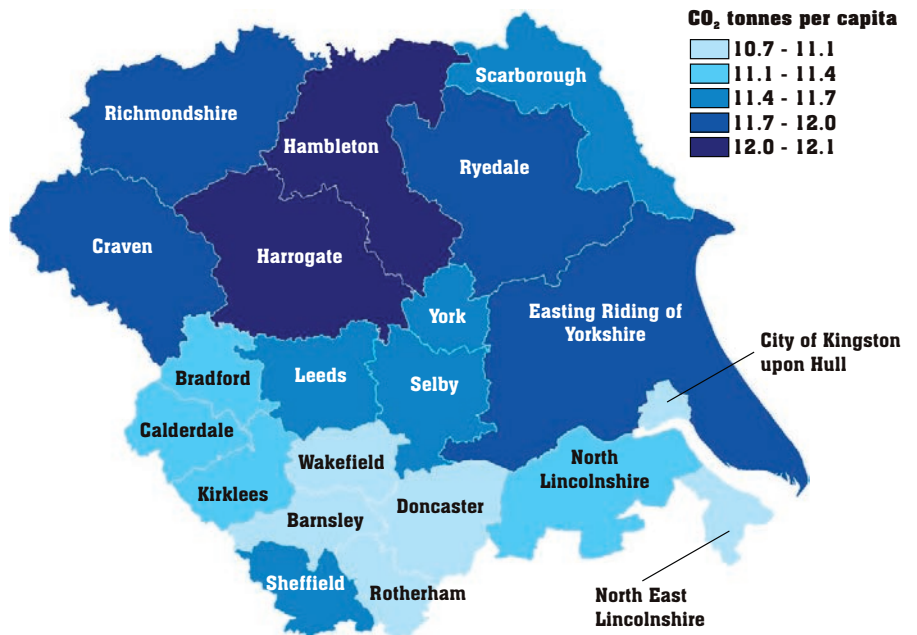 CO₂ tonnes per capita
10.7 - 11.1
11.1 - 11.4
11.4 - 11.7
11.7 - 12.0
12.0 - 12.1
Scarborough
Richmondshire
Hambleton
Ryedale
Craven
Harrogate
York
Easting Riding of
Yorkshire
City of Kingston
upon Hull
Bradford
Leeds
Selby
Calderdale
Wakefield
North
Lincolnshire
Kirklees
Doncaster
Barnsley
Sheffield
Rotherham
North East
Lincolnshire